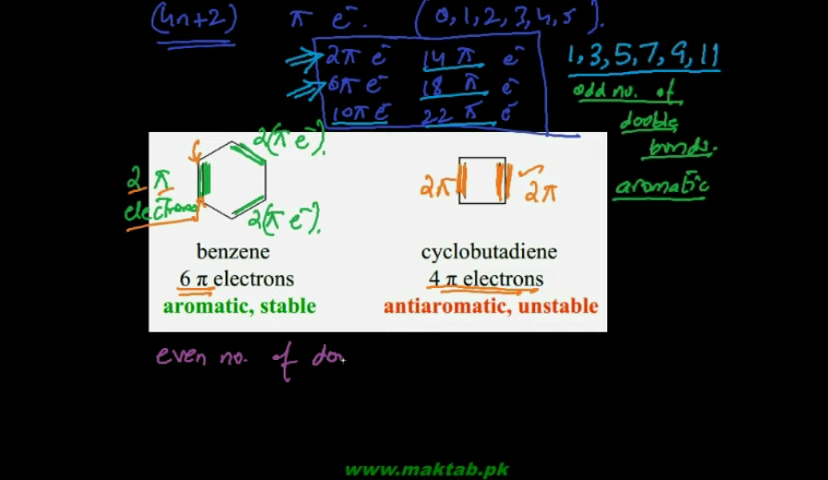 (4n+2) π e⁻. (0,1,2,3,4,5).
2π e⁻ 14 π e⁻
6π e⁻ 18 π e⁻
10π e⁻ 22 π e⁻
1,3,5,7,9,11
odd no. of
double
bonds.
aromatic
2(π e⁻).
2 π
electrons
2(π e⁻).
2π
2π
benzene
6 π electrons
aromatic, stable
cyclobutadiene
4 π electrons
antiaromatic, unstable
even no. of dou
www.maktab.pk